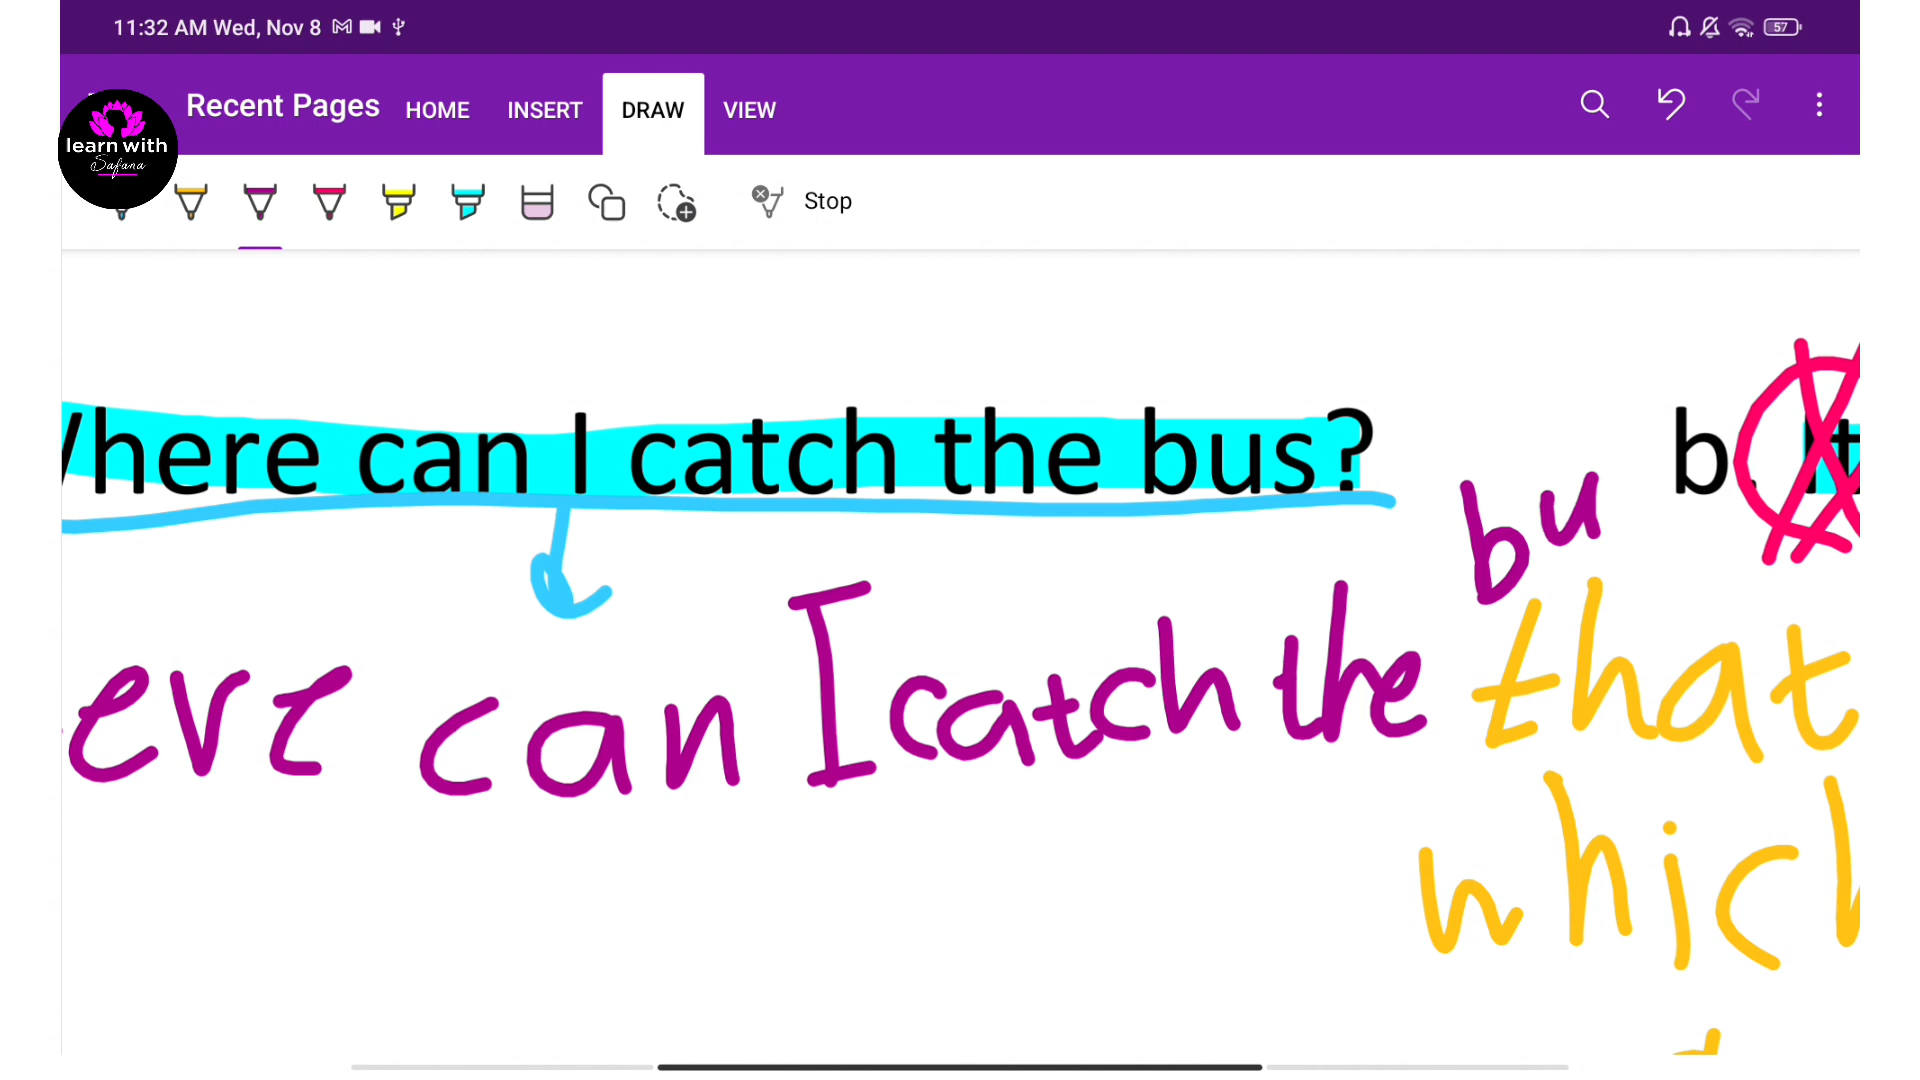 11:32 AM Wed, Nov 8
57
learn with
Safana
Recent Pages HOME INSERT DRAW VIEW
Stop
here can I catch the bus?
b.
bu
ere can I catch the
that
which